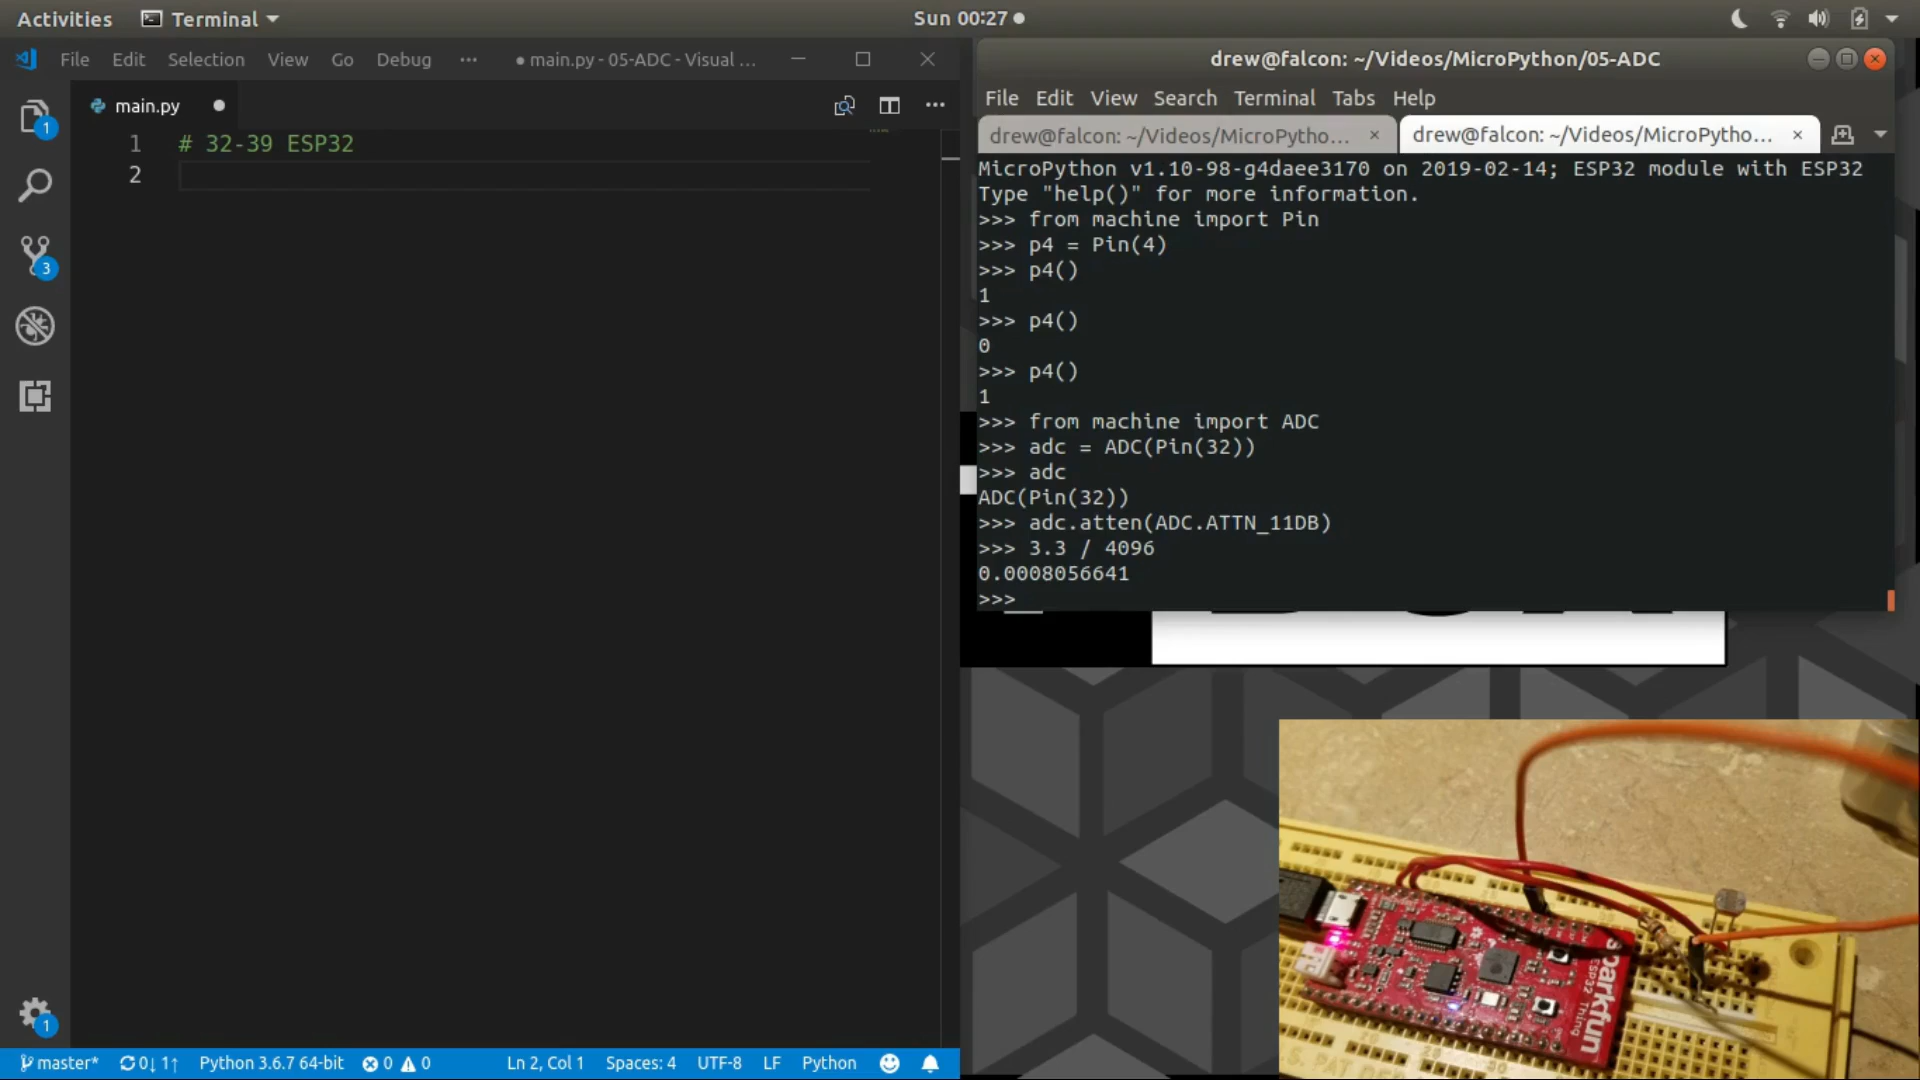 Activities
Terminal
Sun 00:27
File Edit Selection View Go Debug ···
● main.py - 05-ADC - Visual ...
main.py
1 # 32-39 ESP32
2
1
3
1
master*
0↓ 1↑
Python 3.6.7 64-bit
0
0
Ln 2, Col 1
Spaces: 4
UTF-8
LF
Python
drew@falcon: ~/Videos/MicroPython/05-ADC
File Edit View Search Terminal Tabs Help
drew@falcon: ~/Videos/MicroPytho... ×
drew@falcon: ~/Videos/MicroPytho... ×
MicroPython v1.10-98-g4daee3170 on 2019-02-14; ESP32 module with ESP32
Type "help()" for more information.
>>> from machine import Pin
>>> p4 = Pin(4)
>>> p4()
1
>>> p4()
0
>>> p4()
1
>>> from machine import ADC
>>> adc = ADC(Pin(32))
>>> adc
ADC(Pin(32))
>>> adc.atten(ADC.ATTN_11DB)
>>> 3.3 / 4096
0.0008056641
>>>
sparkfun
ESP32 Thing